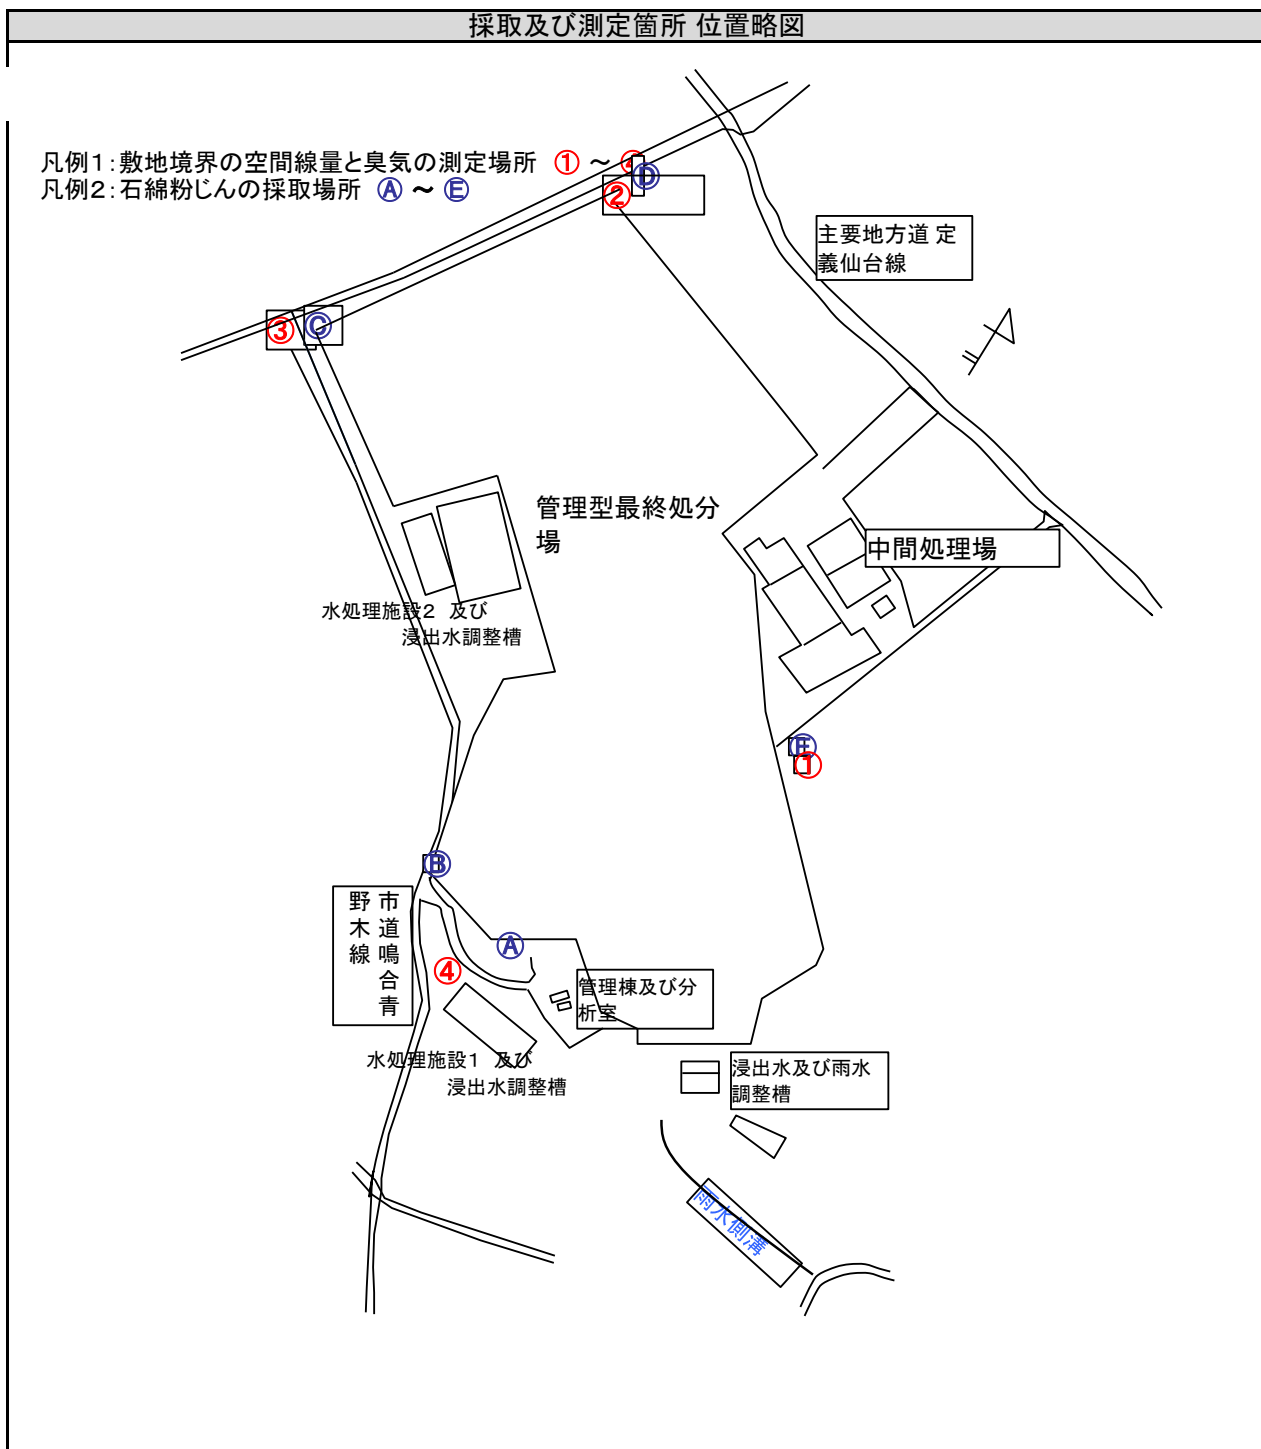 採取及び測定箇所 位置略図
凡例1:敷地境界の空間線量と臭気の測定場所 ① ~ ④
凡例2:石綿粉じんの採取場所 Ⓐ ~ Ⓔ
Ⓓ
②
主要地方道 定
義仙台線
③ Ⓒ
管理型最終処分
場
中間処理場
水処理施設2 及び
浸出水調整槽
Ⓔ
①
Ⓑ
市道鳴合青
野木線
Ⓐ
④
管理棟及び分
析室
水処理施設1 及び
浸出水調整槽
浸出水及び雨水
調整槽
雨水側溝